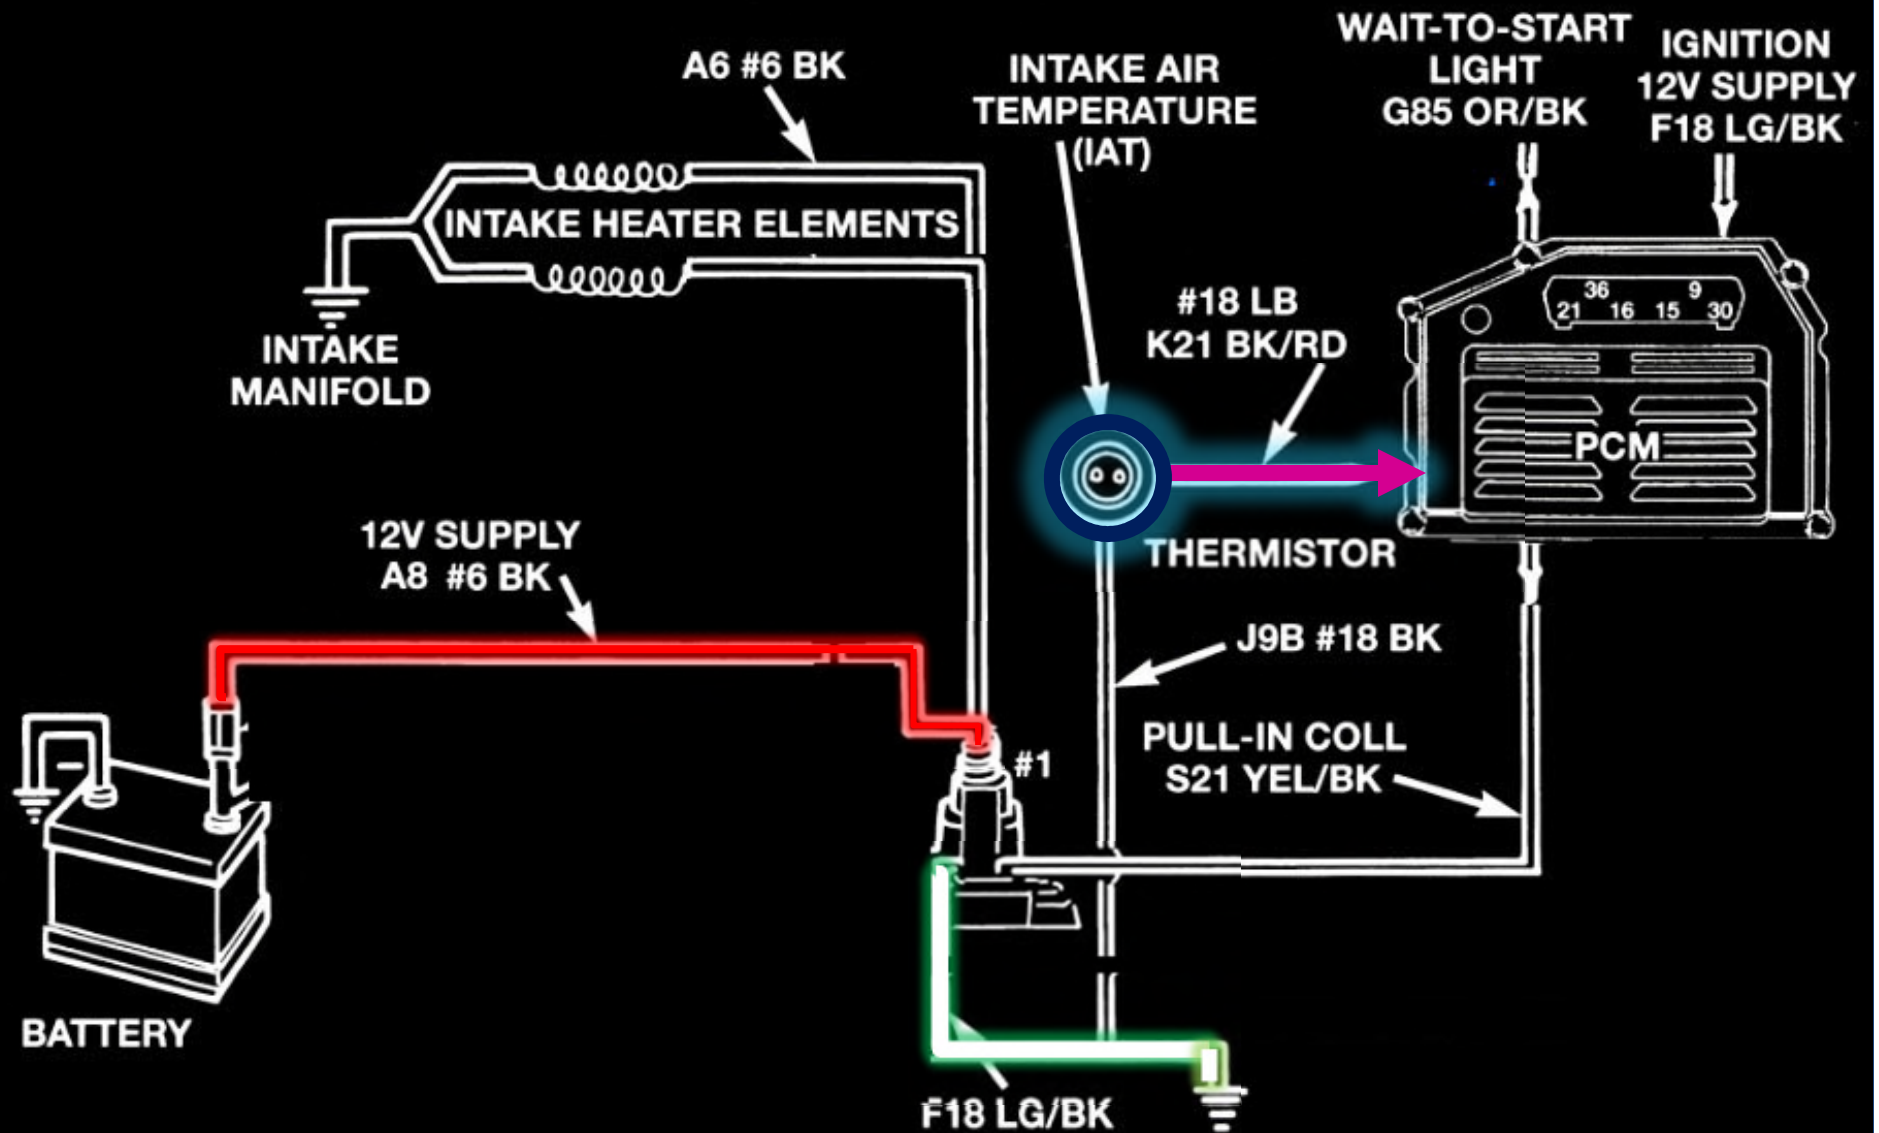 A6 #6 BK
INTAKE AIR
TEMPERATURE
(IAT)
WAIT-TO-START
LIGHT
G85 OR/BK
IGNITION
12V SUPPLY
F18 LG/BK
INTAKE HEATER ELEMENTS
INTAKE
MANIFOLD
#18 LB
K21 BK/RD
36 9
21 16 15 30
PCM
THERMISTOR
12V SUPPLY
A8 #6 BK
J9B #18 BK
PULL-IN COLL
S21 YEL/BK
#1
BATTERY
F18 LG/BK